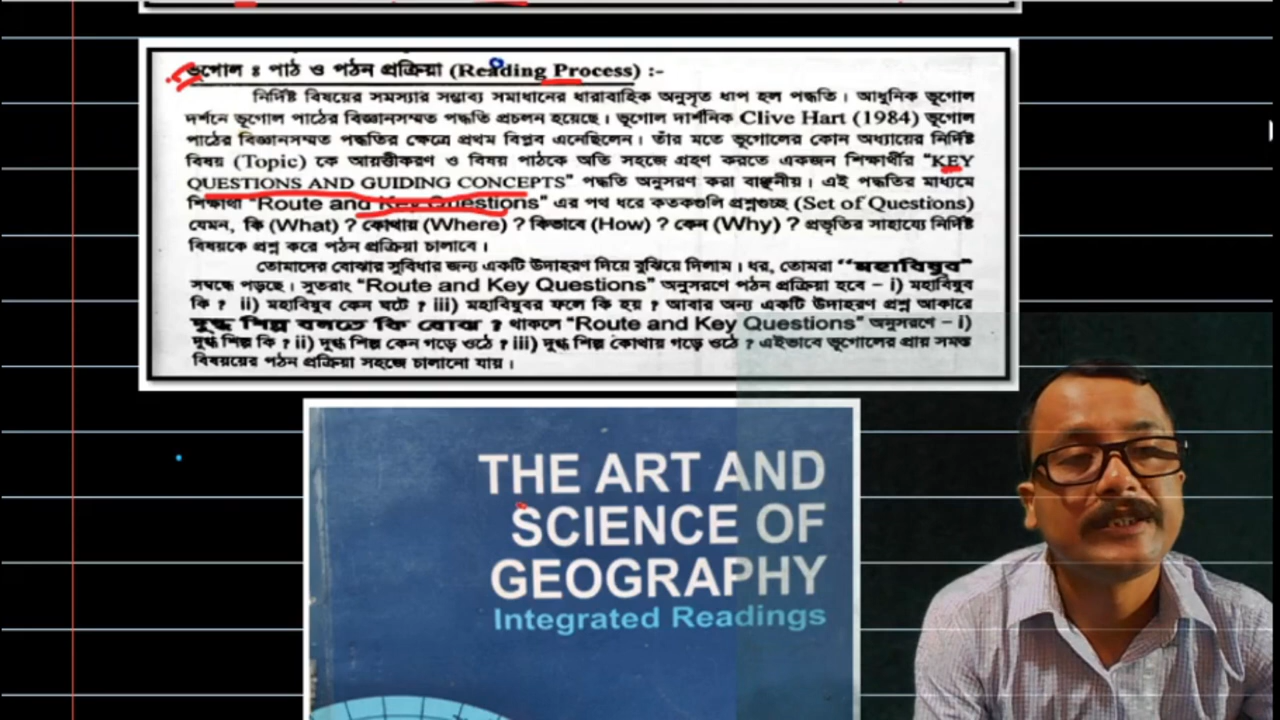 ভূগোল ঃ পাঠ ও পঠন প্রক্রিয়া (Reading Process) :-
নির্দিষ্ট বিষয়ের সমস্যার সম্ভাব্য সমাধানের ধারাবাহিক অনুসৃত ধাপ হল পদ্ধতি। আধুনিক ভূগোল
দর্শনে ভূগোল পাঠের বিজ্ঞানসম্মত পদ্ধতি প্রচলন হয়েছে। ভূগোল দার্শনিক Clive Hart (1984) ভূগোল
পাঠের বিজ্ঞানসম্মত পদ্ধতির ক্ষেত্রে প্রথম বিপ্লব এনেছিলেন। তাঁর মতে ভূগোলের কোন অধ্যায়ের নির্দিষ্ট
বিষয় (Topic) কে আয়ত্তীকরণ ও বিষয় পাঠকে অতি সহজে গ্রহণ করতে একজন শিক্ষার্থীর “KEY
QUESTIONS AND GUIDING CONCEPTS” পদ্ধতি অনুসরণ করা বাঞ্ছনীয়। এই পদ্ধতির মাধ্যমে
শিক্ষার্থী “Route and Key Questions” এর পথ ধরে কতকগুলি প্রশ্নগুচ্ছ (Set of Questions)
যেমন, কি (What) ? কোথায় (Where) ? কিভাবে (How) ? কেন (Why) ? প্রভৃতির সাহায্যে নির্দিষ্ট
বিষয়কে প্রশ্ন করে পঠন প্রক্রিয়া চালাবে।
তোমাদের বোঝার সুবিধার জন্য একটি উদাহরণ দিয়ে বুঝিয়ে দিলাম। ধর, তোমরা “মহাবিষুব”
সম্বন্ধে পড়ছে। সুতরাং “Route and Key Questions” অনুসরণে পঠন প্রক্রিয়া হবে – i) মহাবিষুব
কি ? ii) মহাবিষুব কেন ঘটে ? iii) মহাবিষুবর ফলে কি হয় ? আবার অন্য একটি উদাহরণ প্রশ্ন আকারে
দুগ্ধ শিল্প বলতে কি বোঝ ? থাকলে “Route and Key Questions” অনুসরণে – i)
দুগ্ধ শিল্প কি ? ii) দুগ্ধ শিল্প কেন গড়ে ওঠে ? iii) দুগ্ধ শিল্প কোথায় গড়ে ওঠে ? এইভাবে ভূগোলের প্রায় সমস্ত
বিষয়য়ের পঠন প্রক্রিয়া সহজে চালানো যায়।
THE ART AND
SCIENCE OF
GEOGRAPHY
Integrated Readings